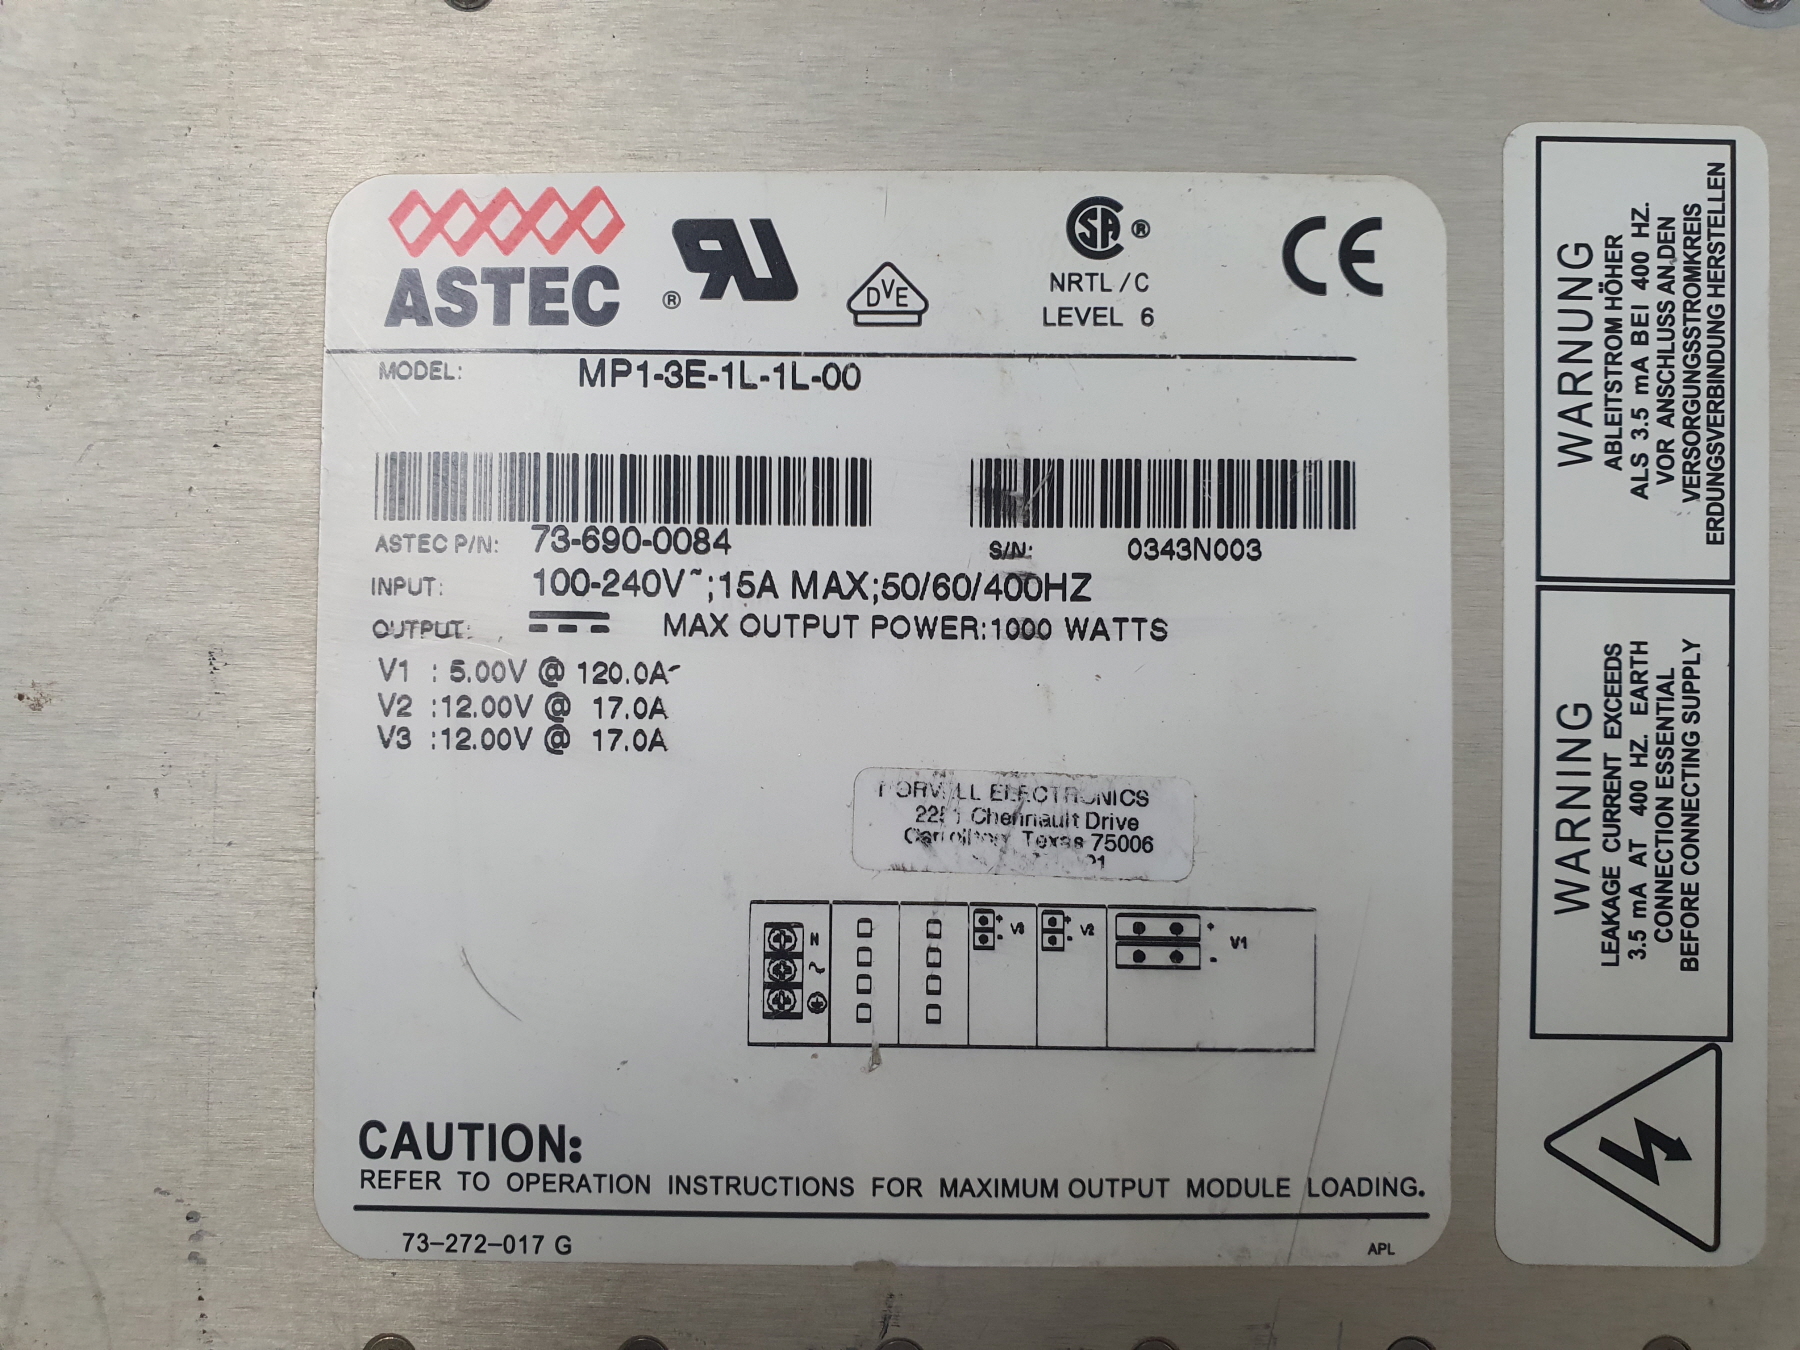 ASTEC
®
DVE
SA ®
NRTL / C
LEVEL 6
CE
MODEL: MP1-3E-1L-1L-00
ASTEC P/N: 73-690-0084
S/N: 0343N003
INPUT: 100-240V~;15A MAX;50/60/400HZ
OUTPUT: MAX OUTPUT POWER:1000 WATTS
V1 : 5.00V @ 120.0A
V2 :12.00V @ 17.0A
V3 :12.00V @ 17.0A
ELECTRONICS
Chennault Drive
Texas 75006
N
+ V3
-
+ V2
-
+ V1
-
CAUTION:
REFER TO OPERATION INSTRUCTIONS FOR MAXIMUM OUTPUT MODULE LOADING.
73-272-017 G
APL
WARNUNG
ABLEITSTROM HÖHER
ALS 3.5 mA BEI 400 HZ.
VOR ANSCHLUSS AN DEN
VERSORGUNGSSTROMKREIS
ERDUNGSVERBINDUNG HERSTELLEN
WARNING
LEAKAGE CURRENT EXCEEDS
3.5 mA AT 400 HZ. EARTH
CONNECTION ESSENTIAL
BEFORE CONNECTING SUPPLY